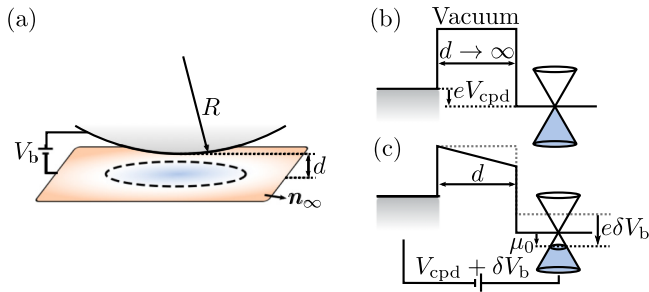 (a)
R
V_b
d
n_∞
(b)
Vacuum
d → ∞
eV_cpd
(c)
d
eδV_b
μ_0
V_cpd + δV_b